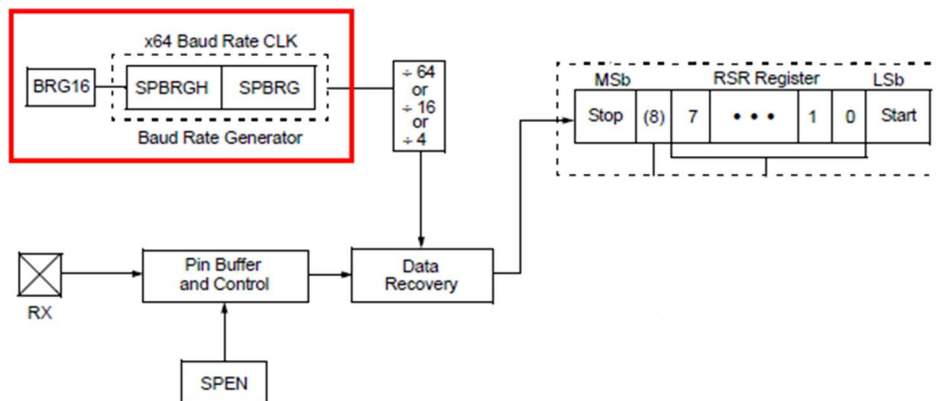 x64 Baud Rate CLK
BRG16
SPBRGH
SPBRG
Baud Rate Generator
÷ 64
or
÷ 16
or
÷ 4
MSb
RSR Register
LSb
Stop
(8)
7
• • •
1
0
Start
RX
Pin Buffer
and Control
Data
Recovery
SPEN